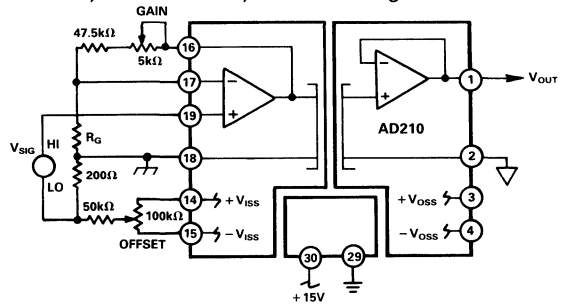 GAIN
47.5kΩ
5kΩ
16
17
19
18
14
15
1
2
3
4
30
29
V_OUT
AD210
R_G
V_SIG
HI
LO
200Ω
50kΩ
100kΩ
OFFSET
+V_ISS
−V_ISS
+V_OSS
−V_OSS
+15V